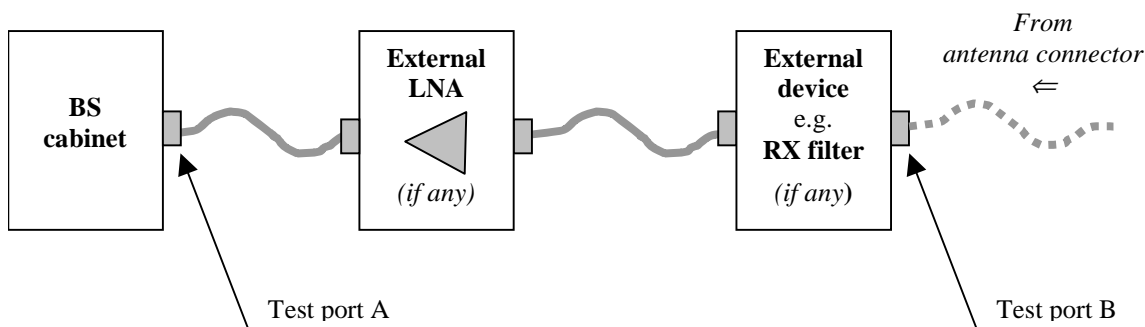 BS
cabinet
External
LNA
(if any)
External
device
e.g.
RX filter
(if any)
From
antenna connector
⇐
Test port A
Test port B